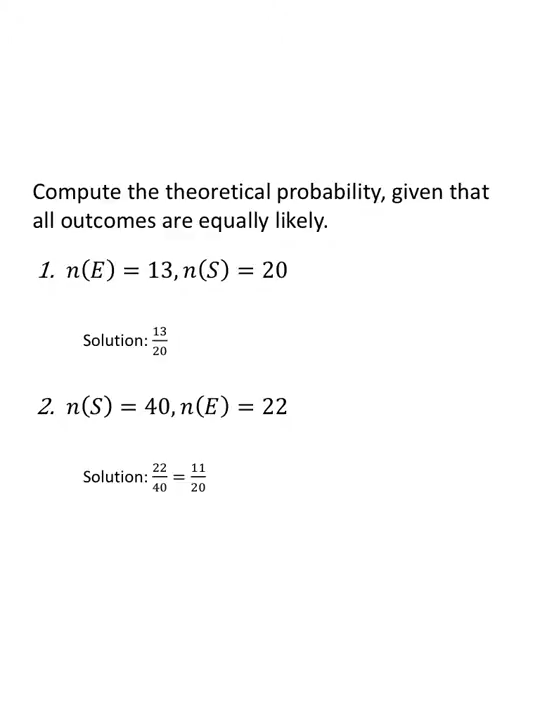 Compute the theoretical probability, given that
all outcomes are equally likely.
1. n(E) = 13, n(S) = 20
Solution: 13/20
2. n(S) = 40, n(E) = 22
Solution: 22/40 = 11/20